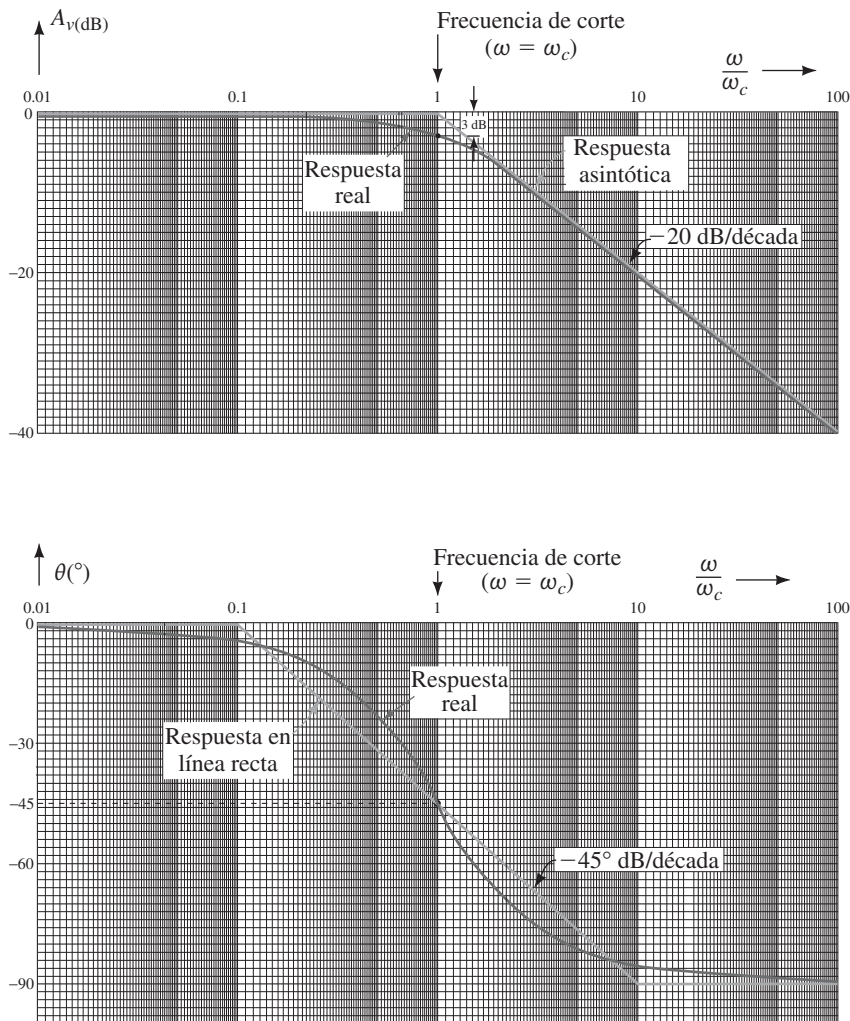 A_v(dB)
Frecuencia de corte
(ω = ω_c)
ω/ω_c
0.01 0.1 1 10 100
0
3 dB
Respuesta
real
Respuesta
asintótica
−20 dB/década
−20
−40
θ(°)
Frecuencia de corte
(ω = ω_c)
ω/ω_c
0.01 0.1 1 10 100
0
Respuesta
real
Respuesta en
línea recta
−30
−45
−60
−45° dB/década
−90